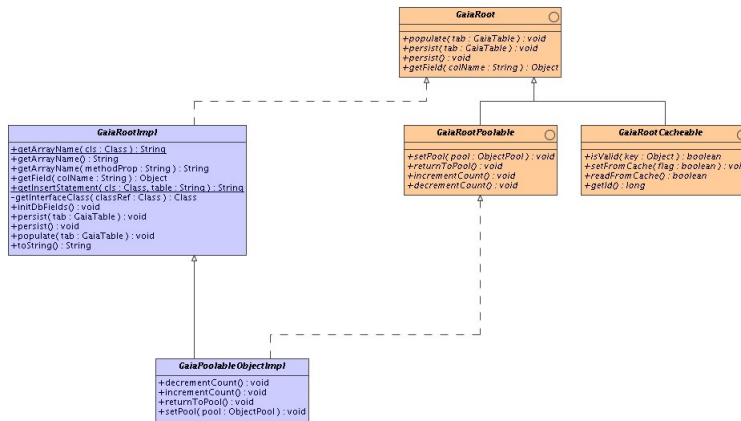 GaiaRoot
+populate( tab : GaiaTable ) : void
+persist( tab : GaiaTable ) : void
+persist() : void
+getField( colName : String ) : Object
GaiaRootImpl
+getArrayName( cls : Class ) : String
+getArrayName() : String
+getArrayName( methodProp : String ) : String
+getField( colName : String ) : Object
+getInsertStatement( cls : Class, table : String ) : String
-getInterfaceClass( classRef : Class ) : Class
+initDbFields() : void
+persist( tab : GaiaTable ) : void
+persist() : void
+populate( tab : GaiaTable ) : void
+toString() : String
GaiaRootPoolable
+setPool( pool : ObjectPool ) : void
+returnToPool() : void
+incrementCount() : void
+decrementCount() : void
GaiaRootCacheable
+isValid( key : Object ) : boolean
+setFromCache( flag : boolean ) : void
+readFromCache() : boolean
+getId() : long
GaiaPoolableObjectImpl
+decrementCount() : void
+incrementCount() : void
+returnToPool() : void
+setPool( pool : ObjectPool ) : void